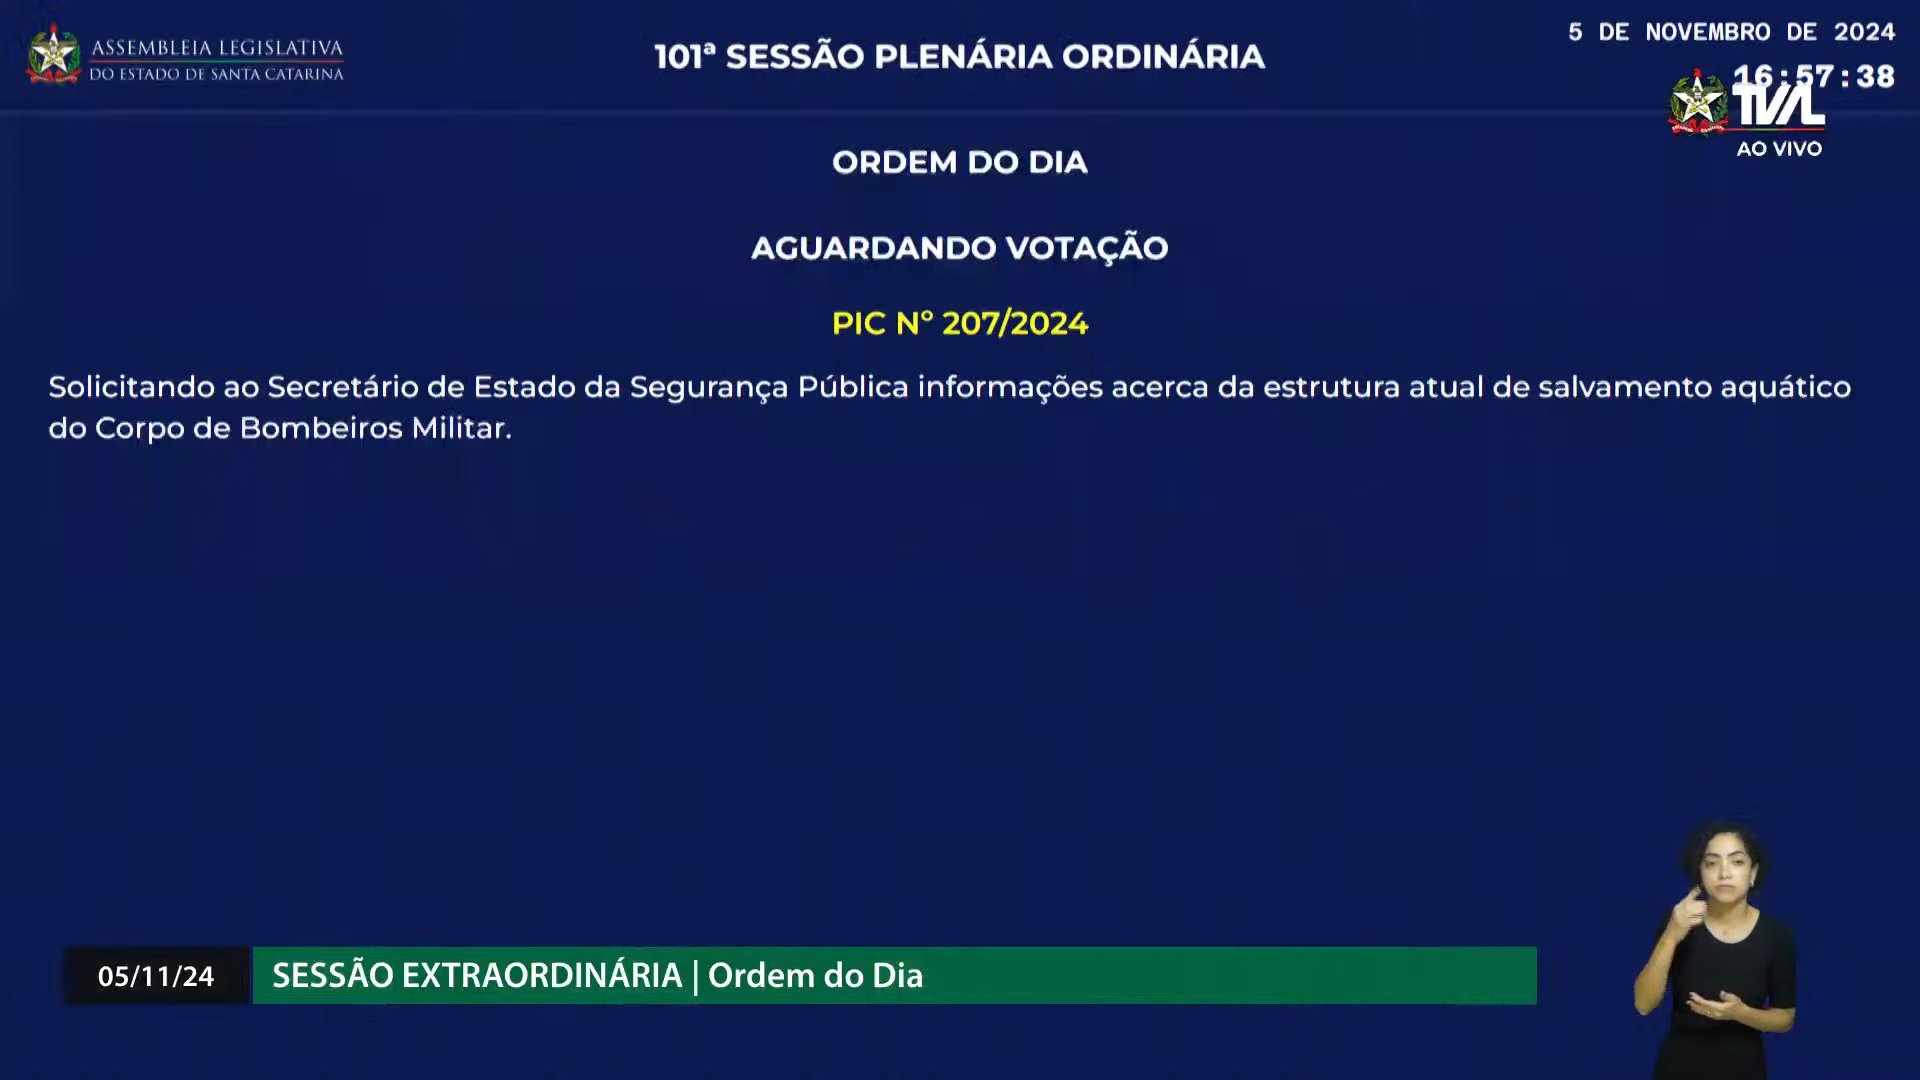 ASSEMBLEIA LEGISLATIVA
DO ESTADO DE SANTA CATARINA
101ª SESSÃO PLENÁRIA ORDINÁRIA
5 DE NOVEMBRO DE 2024
16:57:38
TVAL
AO VIVO
ORDEM DO DIA
AGUARDANDO VOTAÇÃO
PIC Nº 207/2024
Solicitando ao Secretário de Estado da Segurança Pública informações acerca da estrutura atual de salvamento aquático
do Corpo de Bombeiros Militar.
05/11/24
SESSÃO EXTRAORDINÁRIA | Ordem do Dia